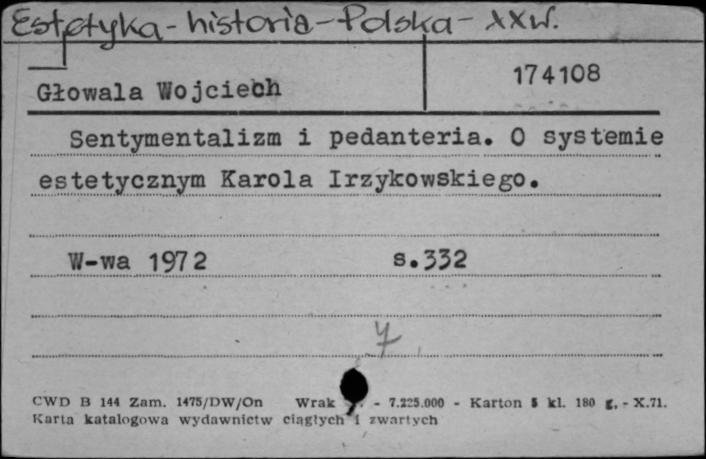 Estetyka - historia - Polska - XXw.
174108
Głowala Wojciech
Sentymentalizm i pedanteria. O systemie
estetycznym Karola Irzykowskiego.
W-wa 1972 s.332
7
CWD B 144 Zam. 1475/DW/On Wrak - 7.225.000 - Karton 5 kl. 180 g. - X.71.
Karta katalogowa wydawnictw ciągłych i zwartych